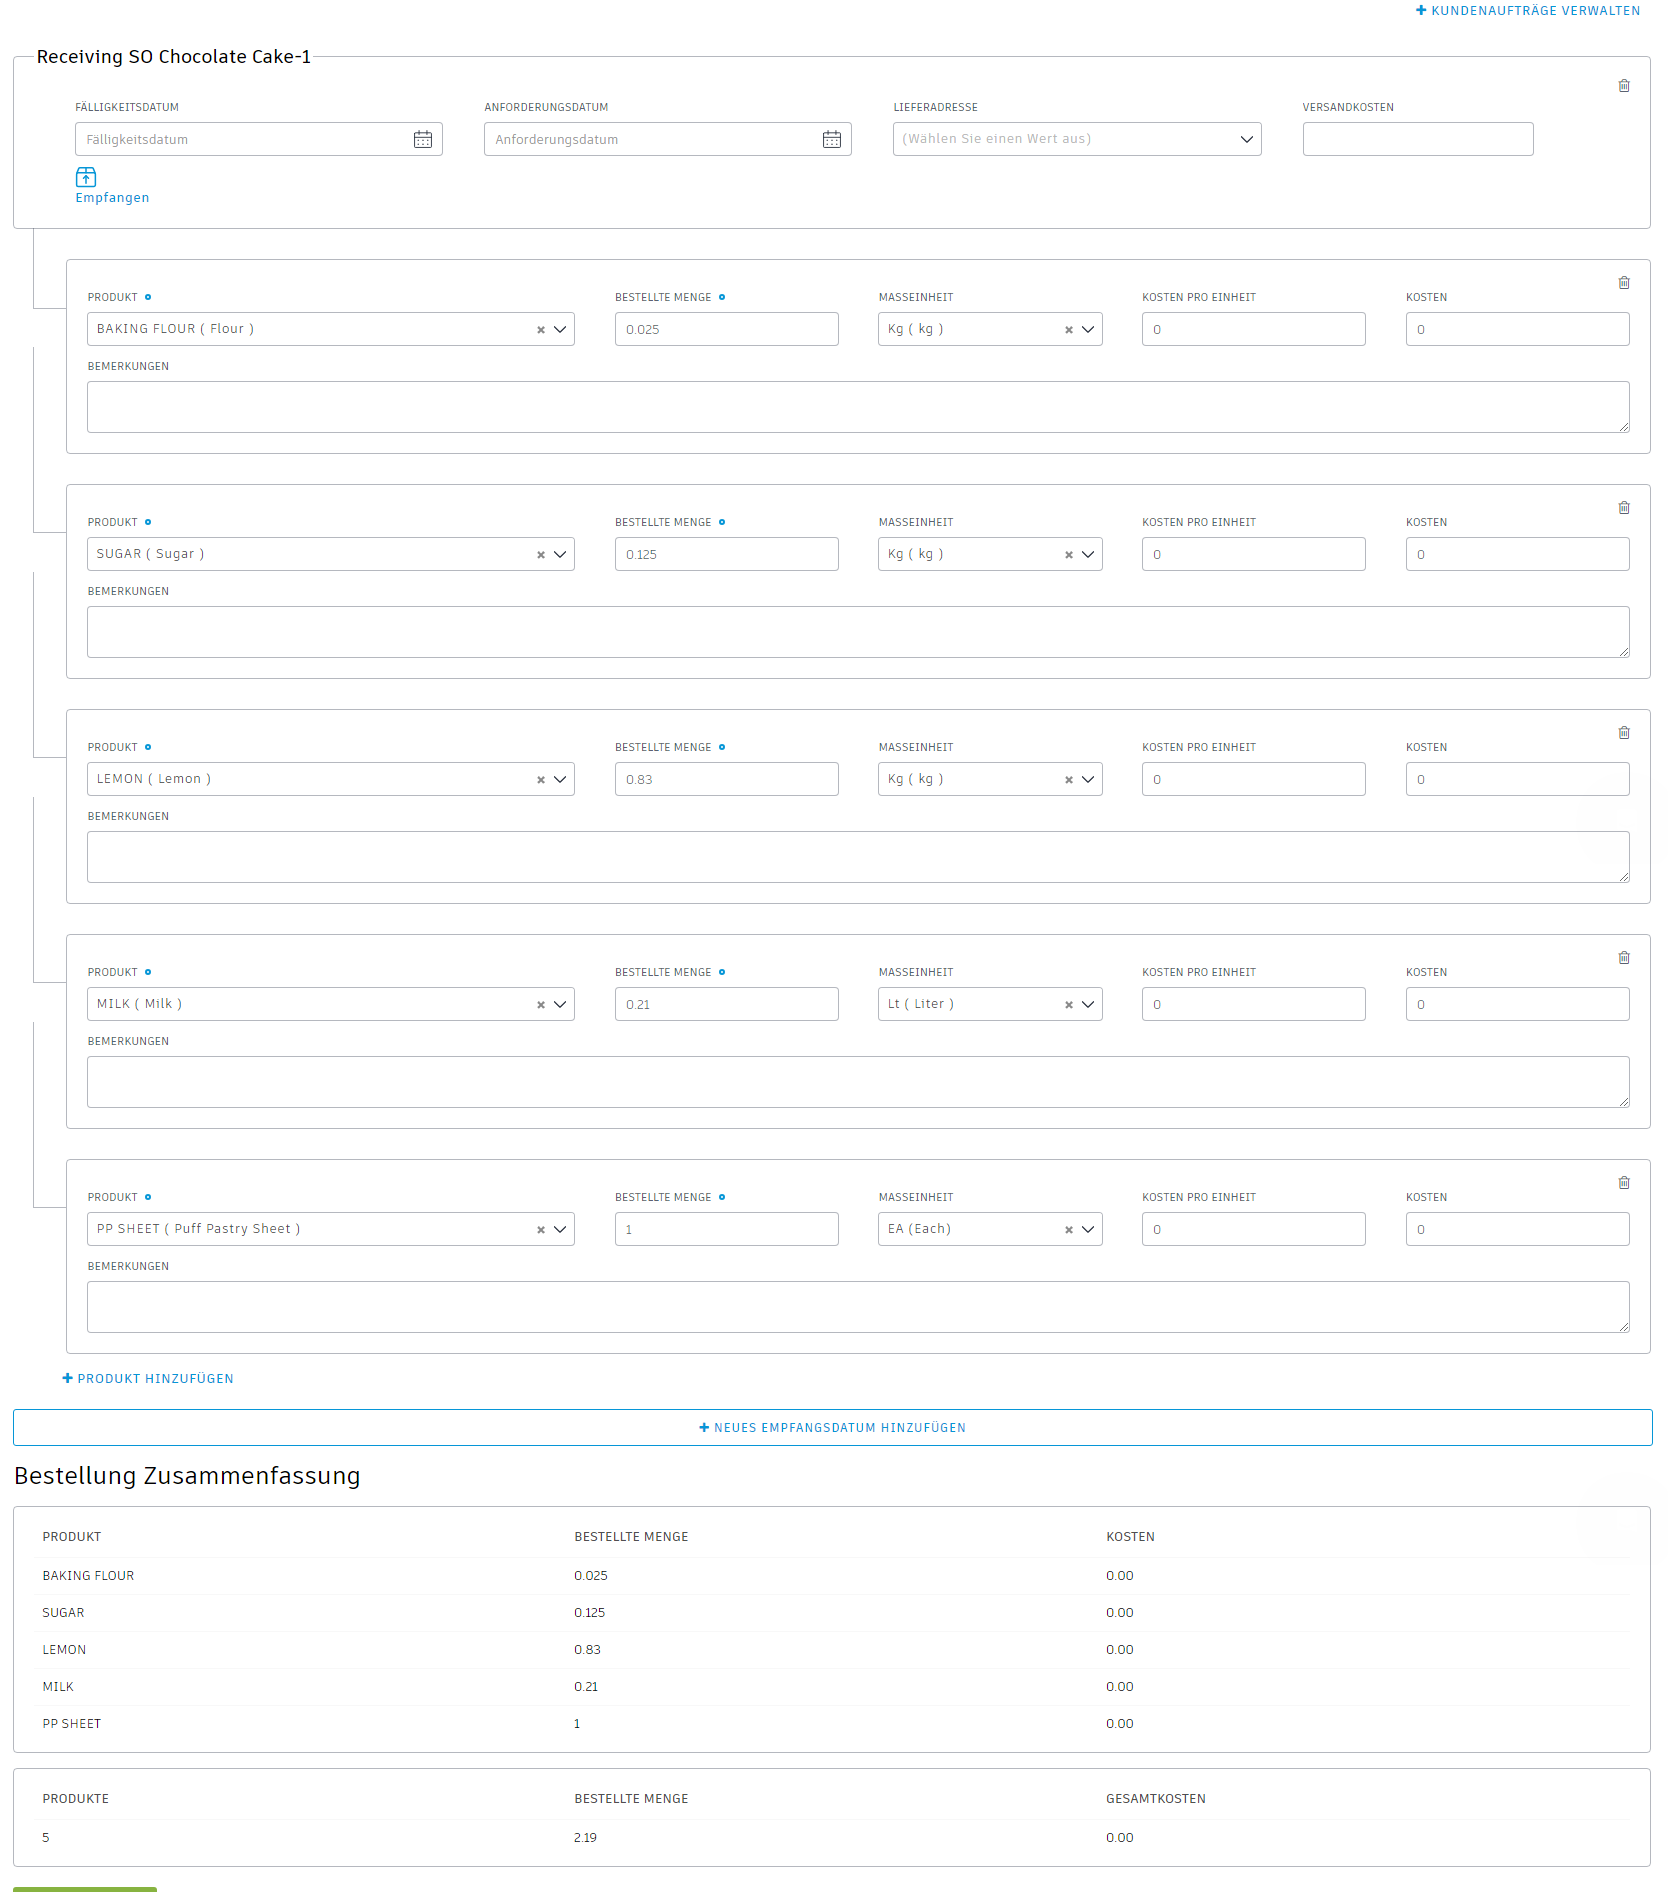 + KUNDENAUFTRÄGE VERWALTEN
Receiving SO Chocolate Cake-1
FÄLLIGKEITSDATUM ANFORDERUNGSDATUM LIEFERADRESSE VERSANDKOSTEN
Fälligkeitsdatum Anforderungsdatum (Wählen Sie einen Wert aus)
Empfangen
PRODUKT BESTELLTE MENGE MASSEINHEIT KOSTEN PRO EINHEIT KOSTEN
BAKING FLOUR ( Flour ) 0.025 Kg ( kg ) 0 0
BEMERKUNGEN
PRODUKT BESTELLTE MENGE MASSEINHEIT KOSTEN PRO EINHEIT KOSTEN
SUGAR ( Sugar ) 0.125 Kg ( kg ) 0 0
BEMERKUNGEN
PRODUKT BESTELLTE MENGE MASSEINHEIT KOSTEN PRO EINHEIT KOSTEN
LEMON ( Lemon ) 0.83 Kg ( kg ) 0 0
BEMERKUNGEN
PRODUKT BESTELLTE MENGE MASSEINHEIT KOSTEN PRO EINHEIT KOSTEN
MILK ( Milk ) 0.21 Lt ( Liter ) 0 0
BEMERKUNGEN
PRODUKT BESTELLTE MENGE MASSEINHEIT KOSTEN PRO EINHEIT KOSTEN
PP SHEET ( Puff Pastry Sheet ) 1 EA (Each) 0 0
BEMERKUNGEN
+ PRODUKT HINZUFÜGEN
+ NEUES EMPFANGSDATUM HINZUFÜGEN
Bestellung Zusammenfassung
PRODUKT BESTELLTE MENGE KOSTEN
BAKING FLOUR 0.025 0.00
SUGAR 0.125 0.00
LEMON 0.83 0.00
MILK 0.21 0.00
PP SHEET 1 0.00
PRODUKTE BESTELLTE MENGE GESAMTKOSTEN
5 2.19 0.00